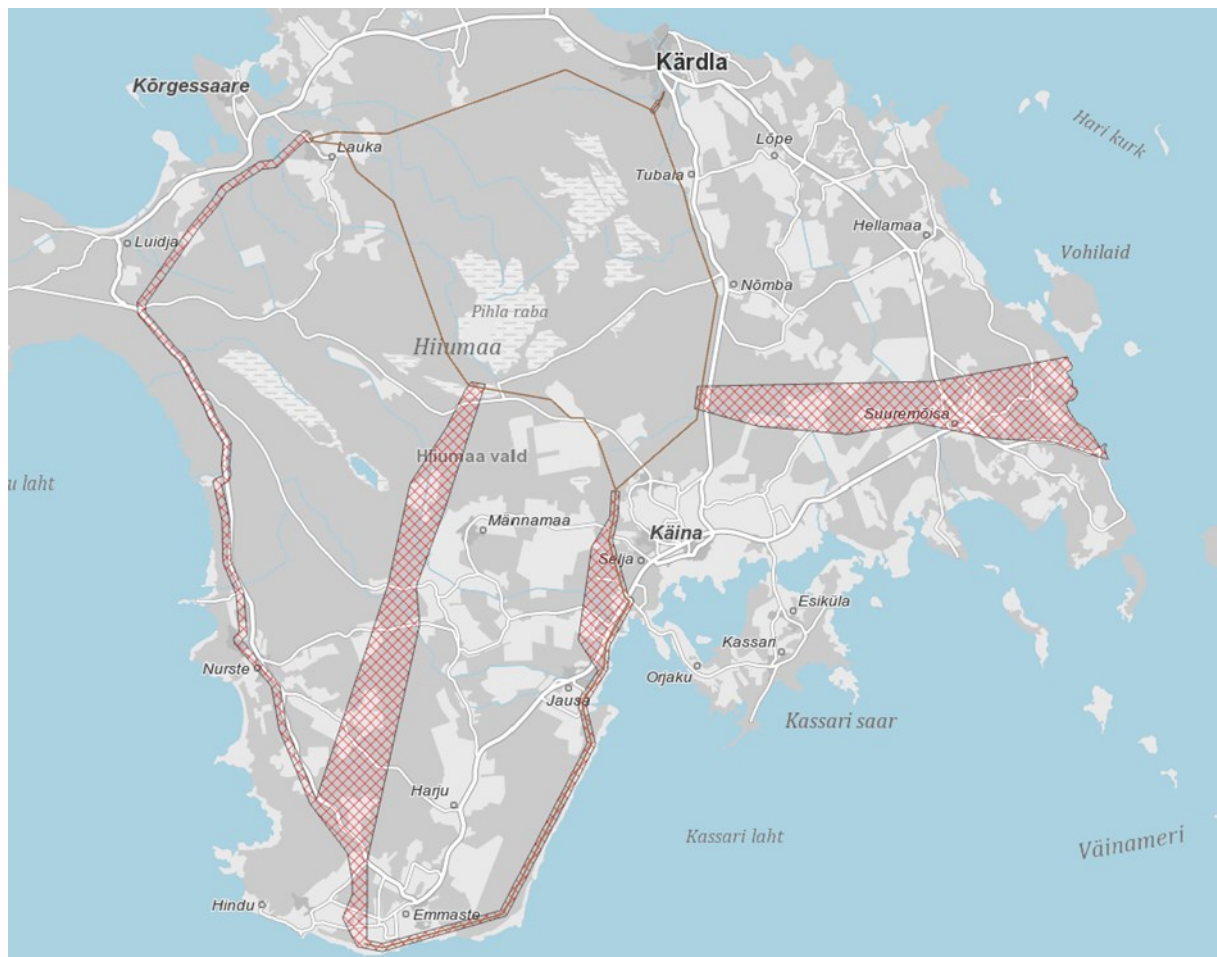 Kärdla
Kõrgessaare
Hari kurk
Lõpe
Lauka
Tubala
Hellamaa
Luidja
Vohilaid
Nõmba
Pihla raba
Hiiumaa
Suuremõisa
Hiiumaa vald
u laht
Männamaa
Käina
Selja
Esiküla
Kassari
Nurste
Orjaku
Jausa
Kassari saar
Harju
Kassari laht
Väinameri
Hindu
Emmaste